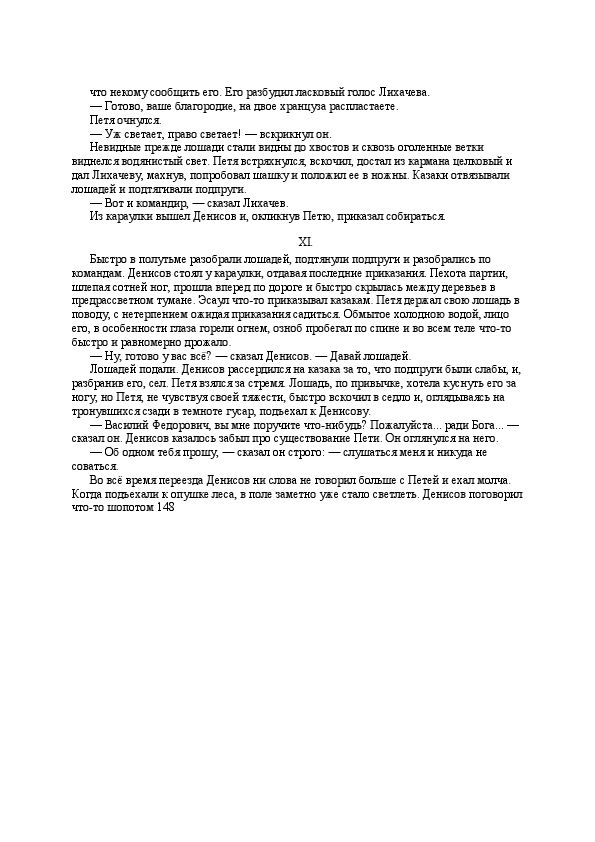 что некому сообщить его. Его разбудил ласковый голос Лихачева.
— Готово, ваше благородие, на двое хранцуза распластаете.
Петя очнулся.
— Уж светает, право светает! — вскрикнул он.
Невидные прежде лошади стали видны до хвостов и сквозь оголенные ветки
виднелся водянистый свет. Петя встряхнулся, вскочил, достал из кармана целковый и
дал Лихачеву, махнув, попробовал шашку и положил ее в ножны. Казаки отвязывали
лошадей и подтягивали подпруги.
— Вот и командир, — сказал Лихачев.
Из караулки вышел Денисов и, окликнув Петю, приказал собираться.
XI.
Быстро в полутьме разобрали лошадей, подтянули подпруги и разобрались по
командам. Денисов стоял у караулки, отдавая последние приказания. Пехота партии,
шлепая сотней ног, прошла вперед по дороге и быстро скрылась между деревьев в
предрассветном тумане. Эсаул что-то приказывал казакам. Петя держал свою лошадь в
поводу, с нетерпением ожидая приказания садиться. Обмытое холодною водой, лицо
его, в особенности глаза горели огнем, озноб пробегал по спине и во всем теле что-то
быстро и равномерно дрожало.
— Ну, готово у вас всё? — сказал Денисов. — Давай лошадей.
Лошадей подали. Денисов рассердился на казака за то, что подпруги были слабы, и,
разбранив его, сел. Петя взялся за стремя. Лошадь, по привычке, хотела куснуть его за
ногу, но Петя, не чувствуя своей тяжести, быстро вскочил в седло и, оглядываясь на
тронувшихся сзади в темноте гусар, подъехал к Денисову.
— Василий Федорович, вы мне поручите что-нибудь? Пожалуйста... ради Бога... —
сказал он. Денисов казалось забыл про существование Пети. Он оглянулся на него.
— Об одном тебя прошу, — сказал он строго: — слушаться меня и никуда не
соваться.
Во всё время переезда Денисов ни слова не говорил больше с Петей и ехал молча.
Когда подъехали к опушке леса, в поле заметно уже стало светлеть. Денисов поговорил
что-то шопотом 148